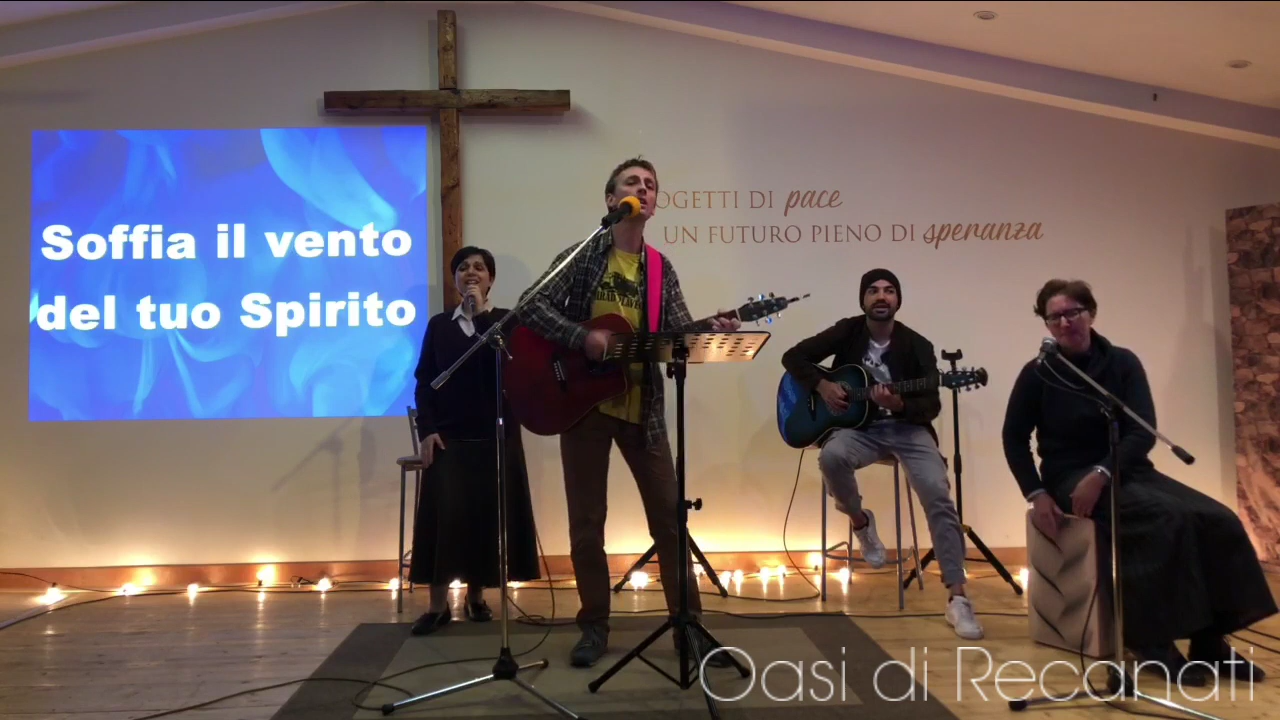 Soffia il vento
del tuo Spirito
OGETTI DI pace
UN FUTURO PIENO DI speranza
Oasi di Recanati